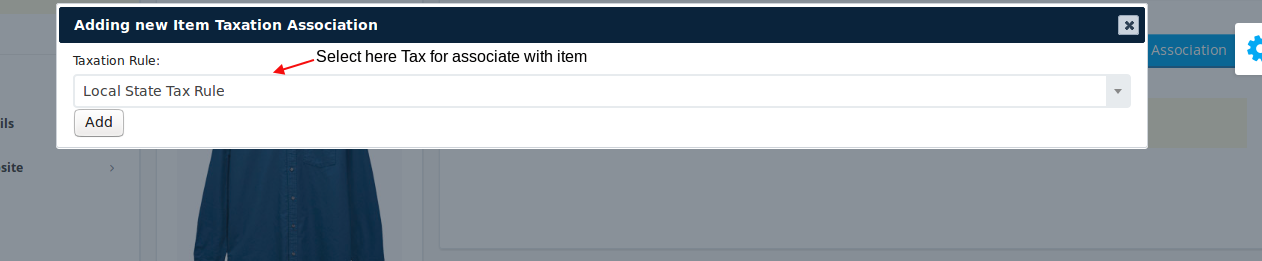 Adding new Item Taxation Association
Taxation Rule:
Select here Tax for associate with item
Association
Local State Tax Rule
Add
ils
site